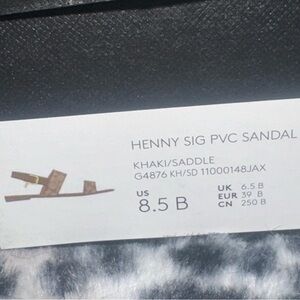 HENNY SIG PVC SANDAL
KHAKI/SADDLE
G4876 KH/SD 11000148JAX
US
8.5 B
UK 6.5 B
EUR 39 B
CN 250 B